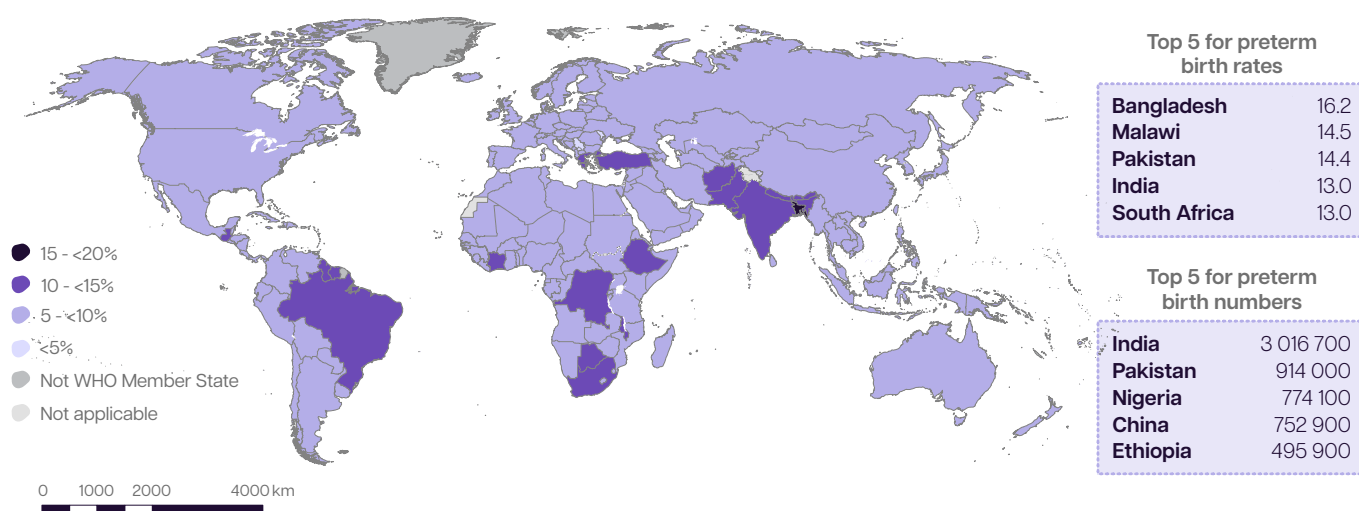 Top 5 for preterm
birth rates
Bangladesh 16.2
Malawi 14.5
Pakistan 14.4
India 13.0
South Africa 13.0
15 - <20%
10 - <15%
5 - <10%
<5%
Not WHO Member State
Not applicable
Top 5 for preterm
birth numbers
India 3 016 700
Pakistan 914 000
Nigeria 774 100
China 752 900
Ethiopia 495 900
0 1000 2000 4000 km